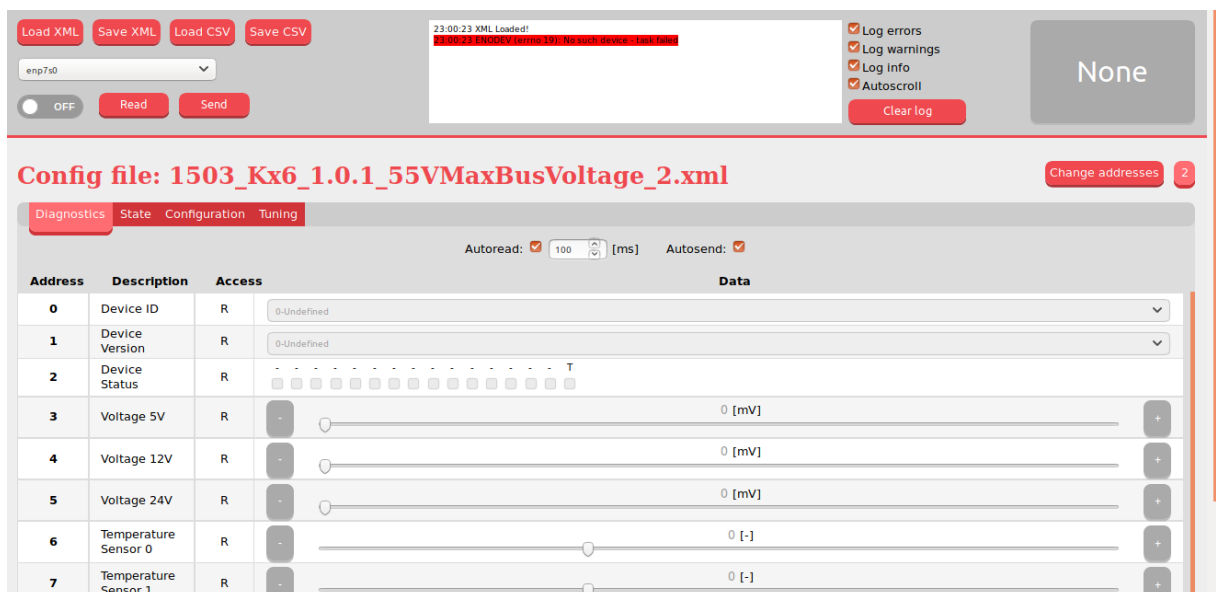 Load XML Save XML Load CSV Save CSV
enp7s0
OFF Read Send
23:00:23 XML Loaded!
23:00:23 ENODEV (errno 19): No such device - task failed
Log errors
Log warnings
Log info
Autoscroll
Clear log
None
Config file: 1503_Kx6_1.0.1_55VMaxBusVoltage_2.xml
Change addresses 2
Diagnostics State Configuration Tuning
Autoread: 100 [ms] Autosend:
Address Description Access Data
0 Device ID R 0-Undefined
1 Device Version R 0-Undefined
2 Device Status R - - - - - - - - - - - - - - - T
3 Voltage 5V R - 0 [mV] +
4 Voltage 12V R - 0 [mV] +
5 Voltage 24V R - 0 [mV] +
6 Temperature Sensor 0 R - 0 [-] +
7 Temperature Sensor 1 R - 0 [-] +